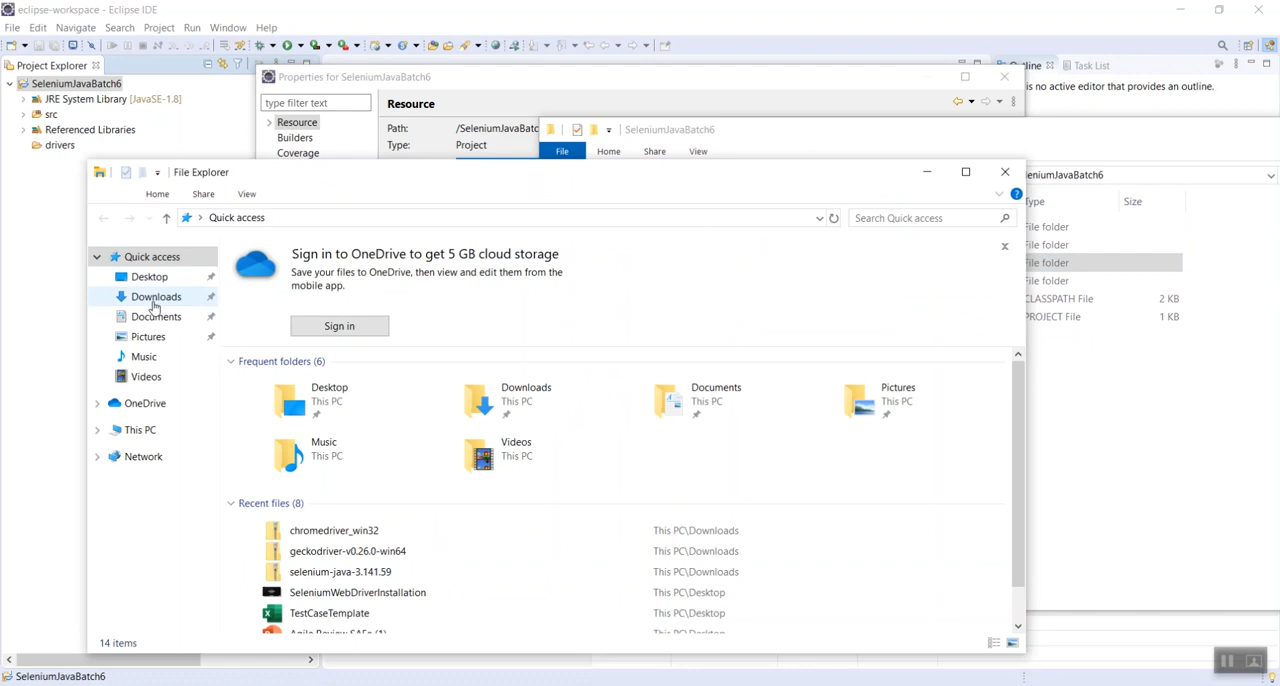 eclipse-workspace - Eclipse IDE
File Edit Navigate Search Project Run Window Help
Project Explorer
SeleniumJavaBatch6
JRE System Library [JavaSE-1.8]
src
Referenced Libraries
drivers
Properties for SeleniumJavaBatch6
type filter text
Resource
Builders
Coverage
Resource
Path: /SeleniumJavaBatc
Type: Project
SeleniumJavaBatch6
File Home Share View
Task List
is no active editor that provides an outline.
eniumJavaBatch6
Size
File folder
File folder
File folder
File folder
CLASSPATH File 2 KB
PROJECT File 1 KB
File Explorer
Home Share View
Quick access
Search Quick access
Quick access
Desktop
Downloads
Documents
Pictures
Music
Videos
OneDrive
This PC
Network
Sign in to OneDrive to get 5 GB cloud storage
Save your files to OneDrive, then view and edit them from the
mobile app.
Sign in
Frequent folders (6)
Desktop
This PC
Downloads
This PC
Documents
This PC
Pictures
This PC
Music
This PC
Videos
This PC
Recent files (8)
chromedriver_win32 This PC\Downloads
geckodriver-v0.26.0-win64 This PC\Downloads
selenium-java-3.141.59 This PC\Downloads
SeleniumWebDriverInstallation This PC\Desktop
TestCaseTemplate This PC\Desktop
14 items
SeleniumJavaBatch6